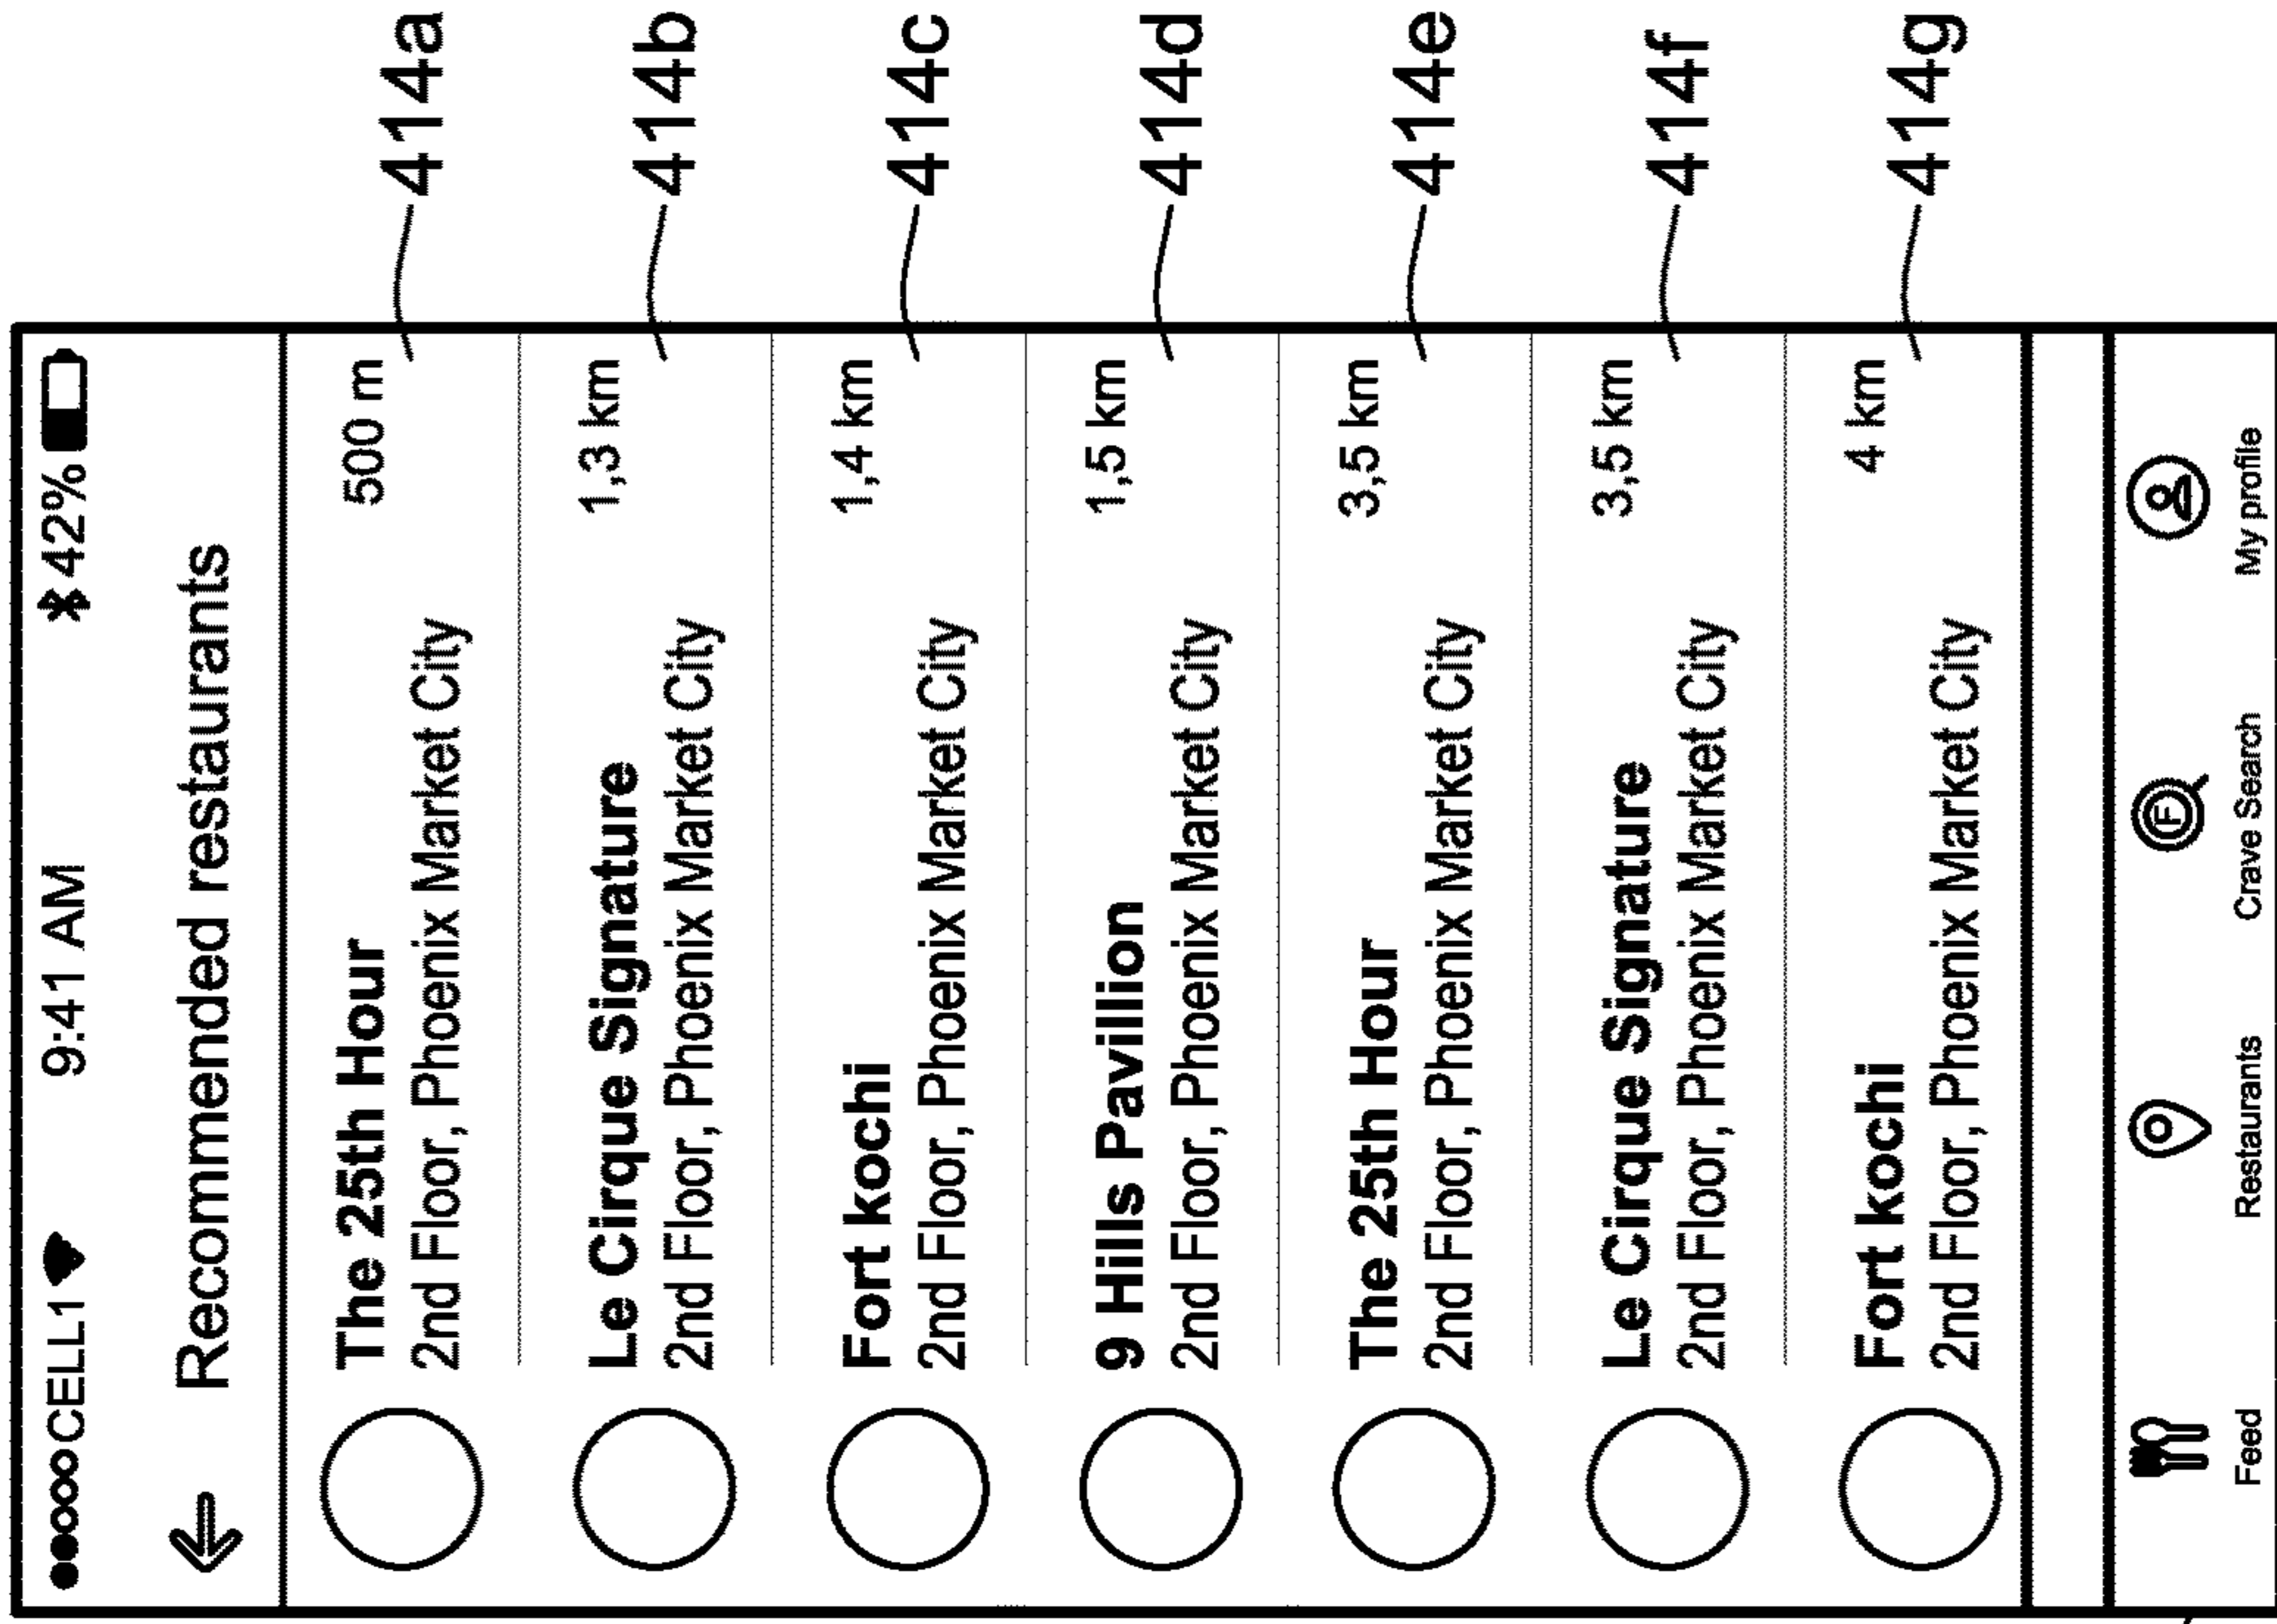 ●●○○○CELL1 9:41 AM 42%
← Recommended restaurants
The 25th Hour 500 m 414a
2nd Floor, Phoenix Market City
Le Cirque Signature 1,3 km 414b
2nd Floor, Phoenix Market City
Fort kochi 1,4 km 414c
2nd Floor, Phoenix Market City
9 Hills Pavillion 1,5 km 414d
2nd Floor, Phoenix Market City
The 25th Hour 3,5 km 414e
2nd Floor, Phoenix Market City
Le Cirque Signature 3,5 km 414f
2nd Floor, Phoenix Market City
Fort kochi 4 km 414g
2nd Floor, Phoenix Market City
F
Feed Restaurants Crave Search My profile